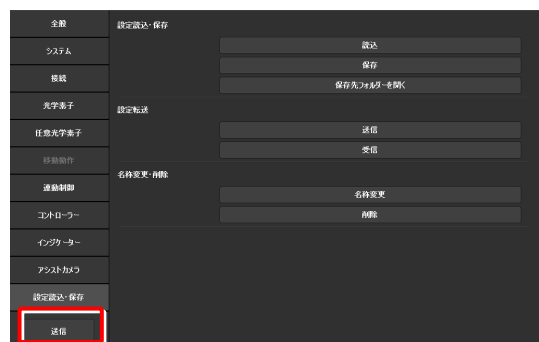 全般
システム
接続
光学素子
任意光学素子
移動動作
連動制御
コントローラー
インジケーター
アシストカメラ
設定読込・保存
送信
設定読込・保存
読込
保存
保存先フォルダーを開く
設定転送
送信
受信
名称変更・削除
名称変更
削除